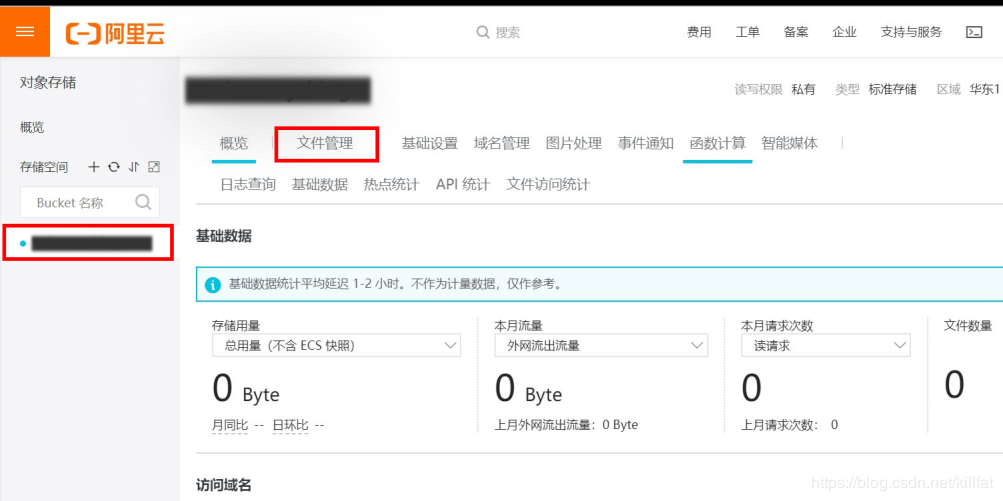 阿里云 搜索 费用 工单 备案 企业 支持与服务
对象存储
读写权限 私有 类型 标准存储 区域 华东1
概览
概览 文件管理 基础设置 域名管理 图片处理 事件通知 函数计算 智能媒体
存储空间
日志查询 基础数据 热点统计 API 统计 文件访问统计
Bucket 名称
基础数据
基础数据统计平均延迟 1-2 小时。不作为计量数据，仅作参考。
存储用量 本月流量 本月请求次数 文件数量
总用量（不含 ECS 快照） 外网流出流量 读请求
0 Byte 0 Byte 0 0
月同比 -- 日环比 -- 上月外网流出流量：0 Byte 上月请求次数： 0
访问域名
https://blog.csdn.net/killfat